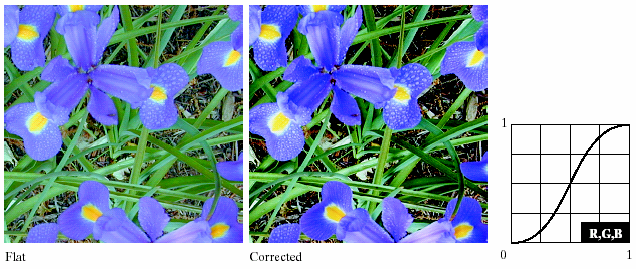 Flat
Corrected
1
R,G,B
0
1